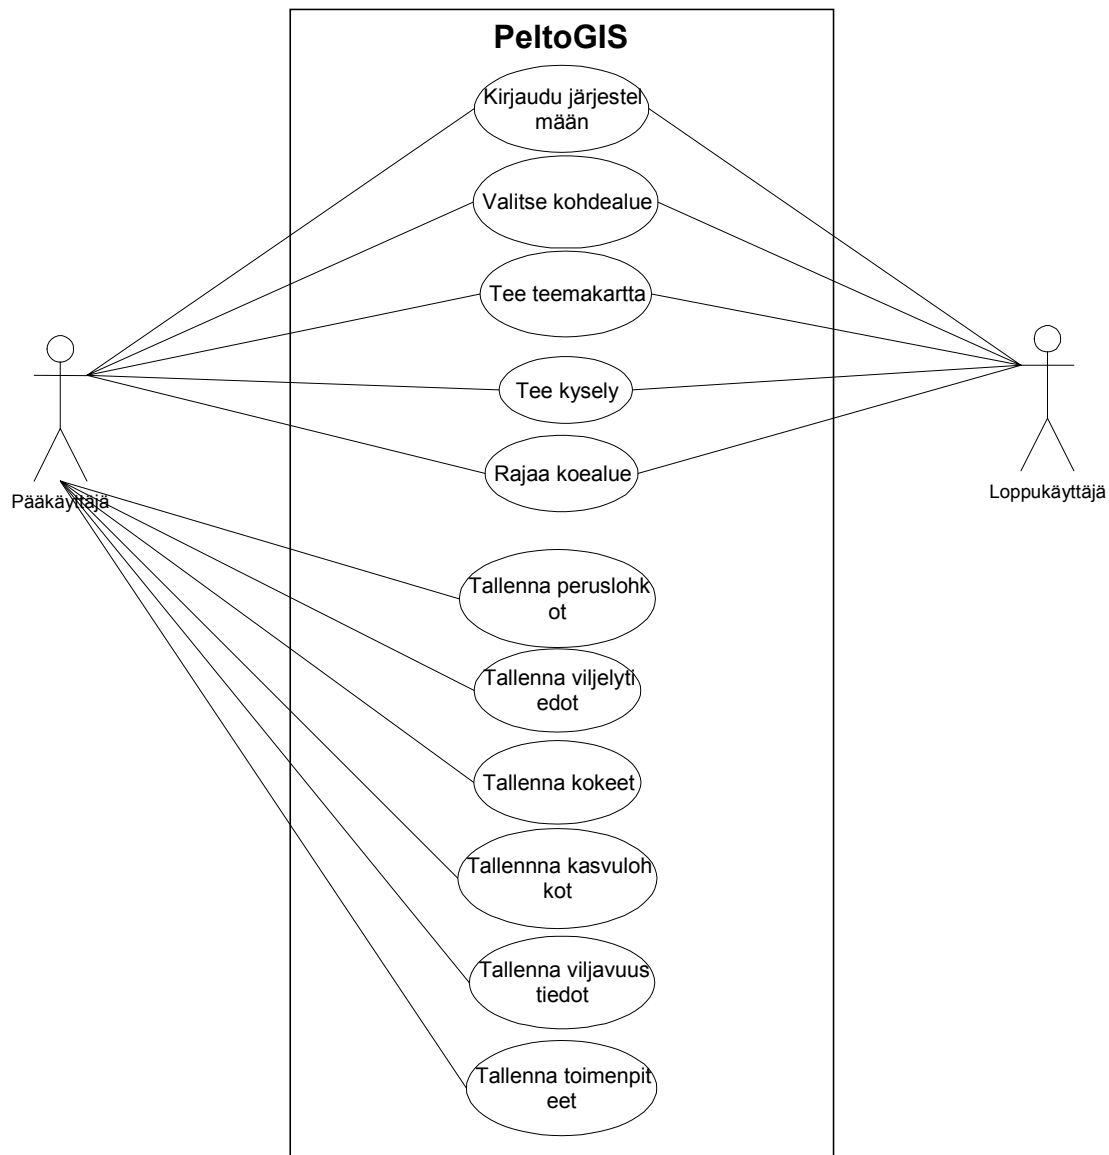 PeltoGIS
Kirjaudu järjestel
mään
Valitse kohdealue
Tee teemakartta
Tee kysely
Rajaa koealue
Pääkäyttäjä
Loppukäyttäjä
Tallenna peruslohk
ot
Tallenna viljelyti
edot
Tallenna kokeet
Tallennna kasvuloh
kot
Tallenna viljavuus
tiedot
Tallenna toimenpit
eet